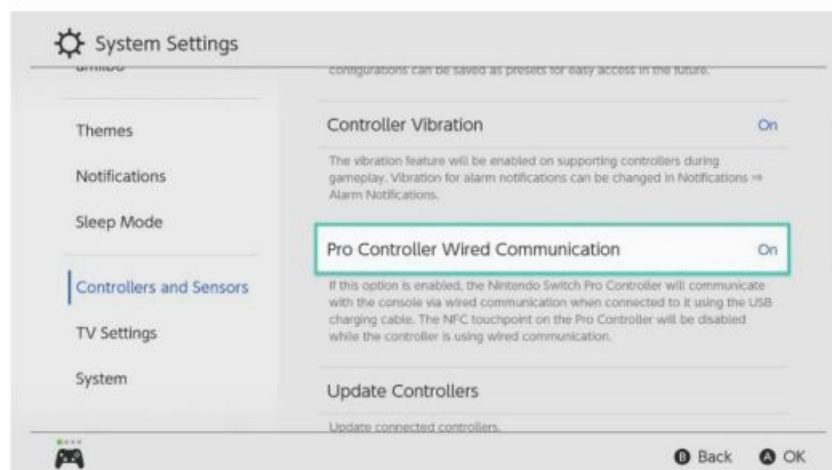 System Settings
amiibo
configurations can be saved as presets for easy access in the future.
Themes
Notifications
Sleep Mode
Controllers and Sensors
TV Settings
System
Controller Vibration On
The vibration feature will be enabled on supporting controllers during
gameplay. Vibration for alarm notifications can be changed in Notifications ⇒
Alarm Notifications.
Pro Controller Wired Communication On
If this option is enabled, the Nintendo Switch Pro Controller will communicate
with the console via wired communication when connected to it using the USB
charging cable. The NFC touchpoint on the Pro Controller will be disabled
while the controller is using wired communication.
Update Controllers
Update connected controllers.
B Back A OK